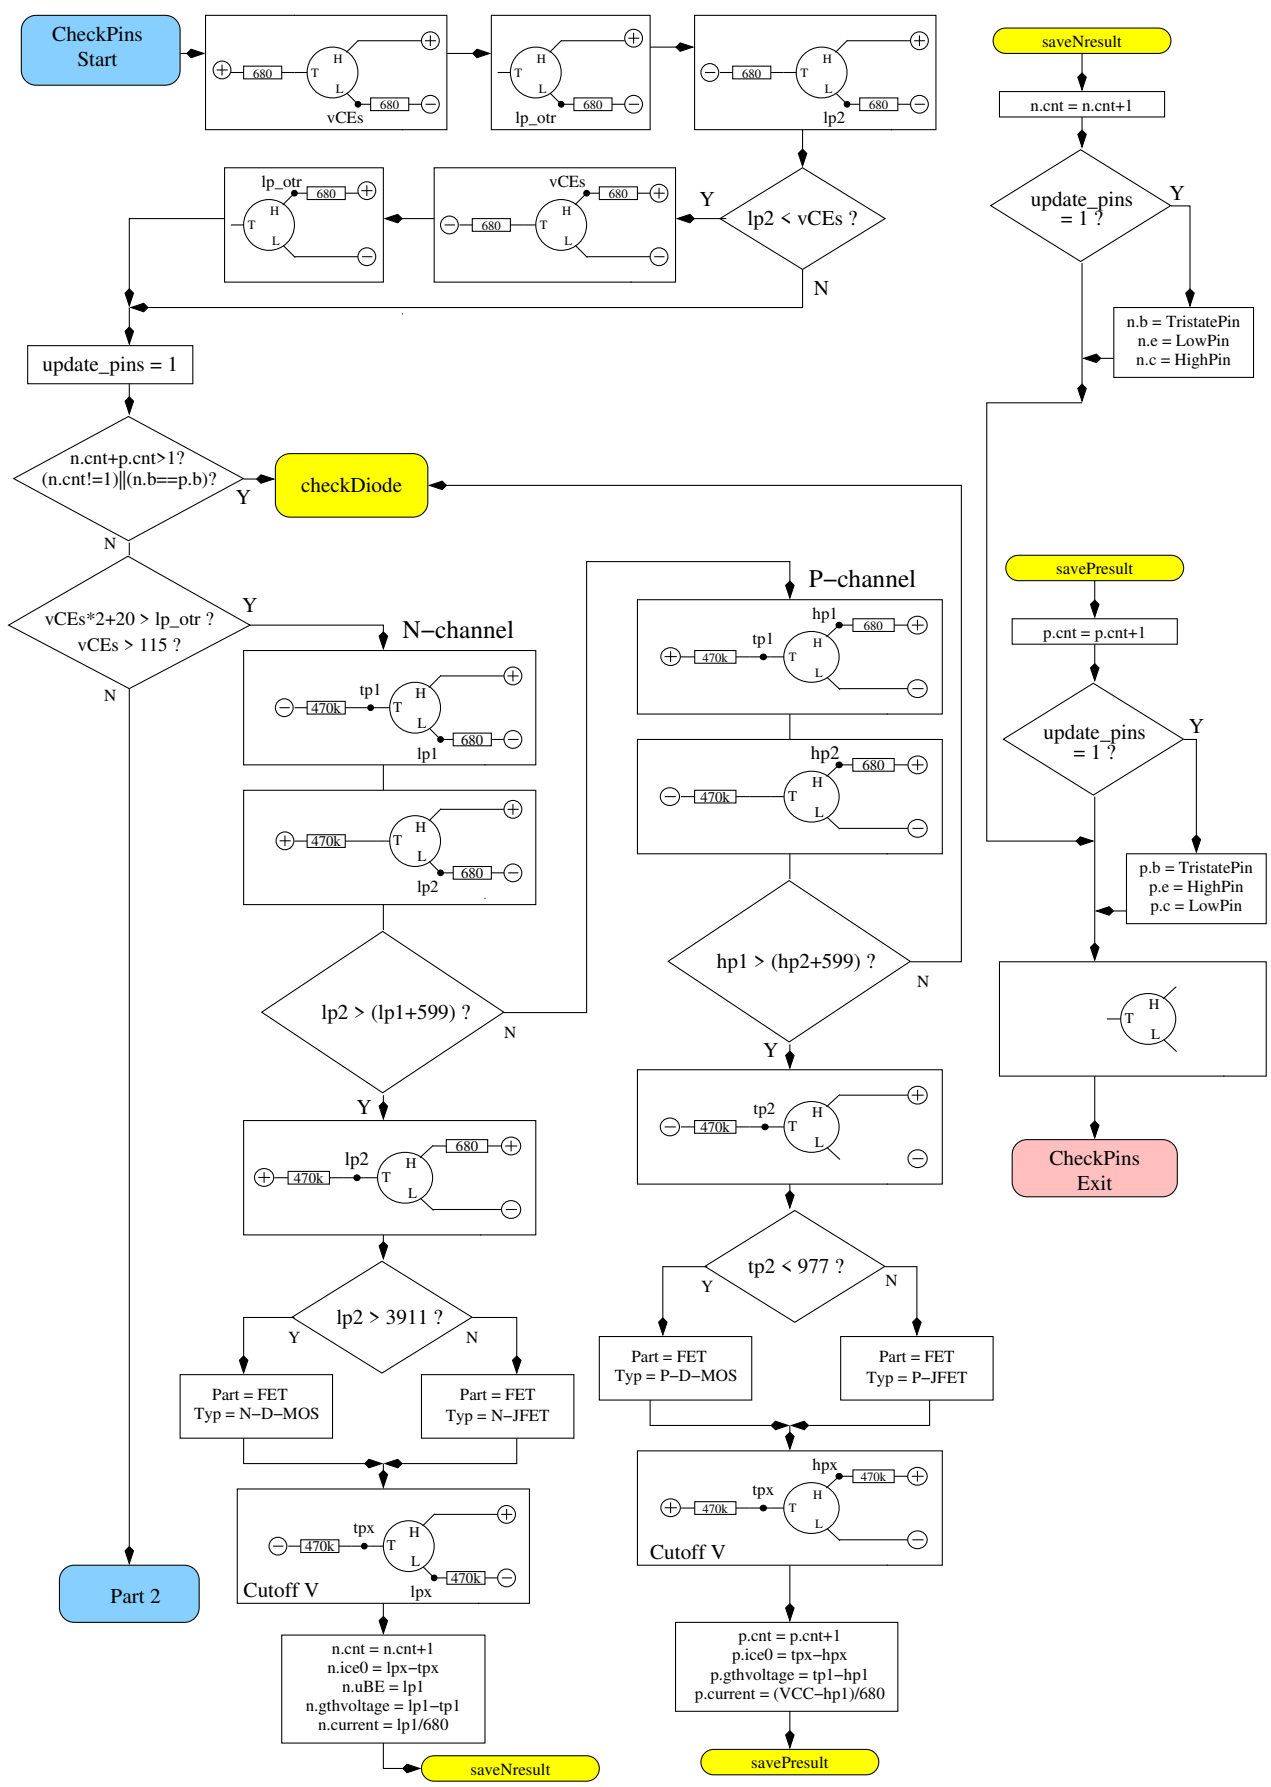 CheckPins
Start
+ 680 T H L + 680 −
vCEs
T H L + 680 −
lp_otr
− 680 T H L + 680 −
lp2
saveNresult
n.cnt = n.cnt+1
update_pins
= 1 ?
Y
n.b = TristatePin
n.e = LowPin
n.c = HighPin
lp_otr
T H L 680 + −
vCEs
− 680 T H L 680 + −
Y
lp2 < vCEs ?
N
update_pins = 1
n.cnt+p.cnt>1?
(n.cnt!=1)||(n.b==p.b)?
Y
N
checkDiode
vCEs*2+20 > lp_otr ?
vCEs > 115 ?
Y
N
N−channel
tp1
− 470k T H L + 680 −
lp1
+ 470k T H L + 680 −
lp2
lp2 > (lp1+599) ?
N
Y
lp2
+ 470k T H L 680 + −
lp2 > 3911 ?
Y
N
Part = FET
Typ = N−D−MOS
Part = FET
Typ = N−JFET
tpx
− 470k T H L + 470k −
lpx
Cutoff V
n.cnt = n.cnt+1
n.ice0 = lpx−tpx
n.uBE = lp1
n.gthvoltage = lp1−tp1
n.current = lp1/680
saveNresult
Part 2
P−channel
hp1
tp1
+ 470k T H L 680 + −
hp2
− 470k T H L 680 + −
hp1 > (hp2+599) ?
N
Y
tp2
− 470k T H L + −
tp2 < 977 ?
Y
N
Part = FET
Typ = P−D−MOS
Part = FET
Typ = P−JFET
hpx
tpx
+ 470k T H L 470k + −
Cutoff V
p.cnt = p.cnt+1
p.ice0 = tpx−hpx
p.gthvoltage = tp1−hp1
p.current = (VCC−hp1)/680
savePresult
savePresult
p.cnt = p.cnt+1
update_pins
= 1 ?
Y
p.b = TristatePin
p.e = HighPin
p.c = LowPin
T H L
CheckPins
Exit